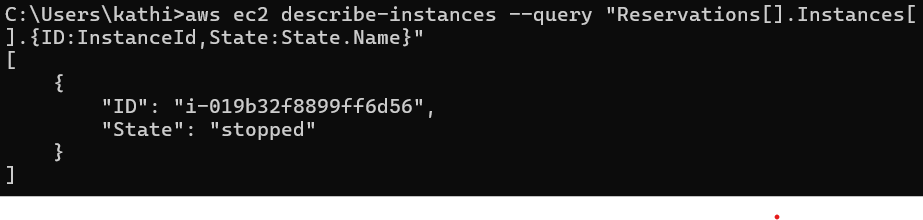 C:\Users\kathi>aws ec2 describe-instances --query "Reservations[].Instances[
].{ID:InstanceId,State:State.Name}"
[
    {
        "ID": "i-019b32f8899ff6d56",
        "State": "stopped"
    }
]